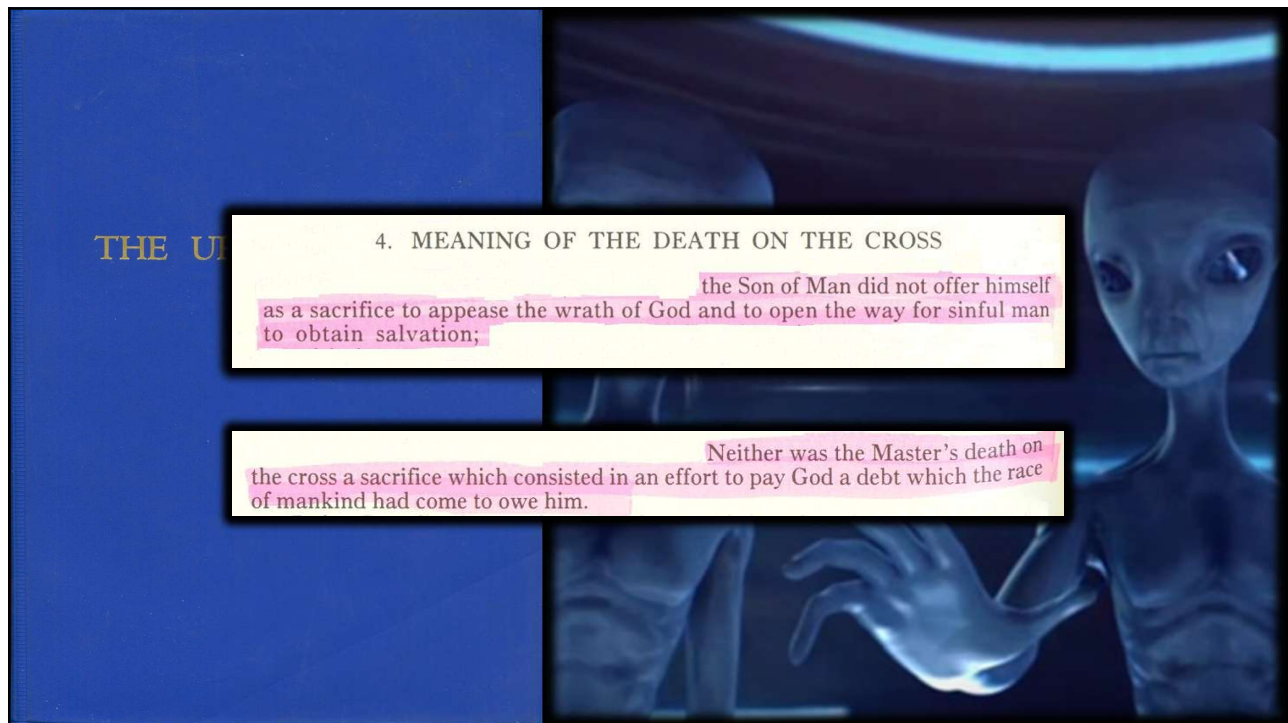 THE
4. MEANING OF THE DEATH ON THE CROSS
the Son of Man did not offer himself
as a sacrifice to appease the wrath of God and to open the way for sinful man
to obtain salvation;
Neither was the Master's death on
the cross a sacrifice which consisted in an effort to pay God a debt which the race
of mankind had come to owe him.